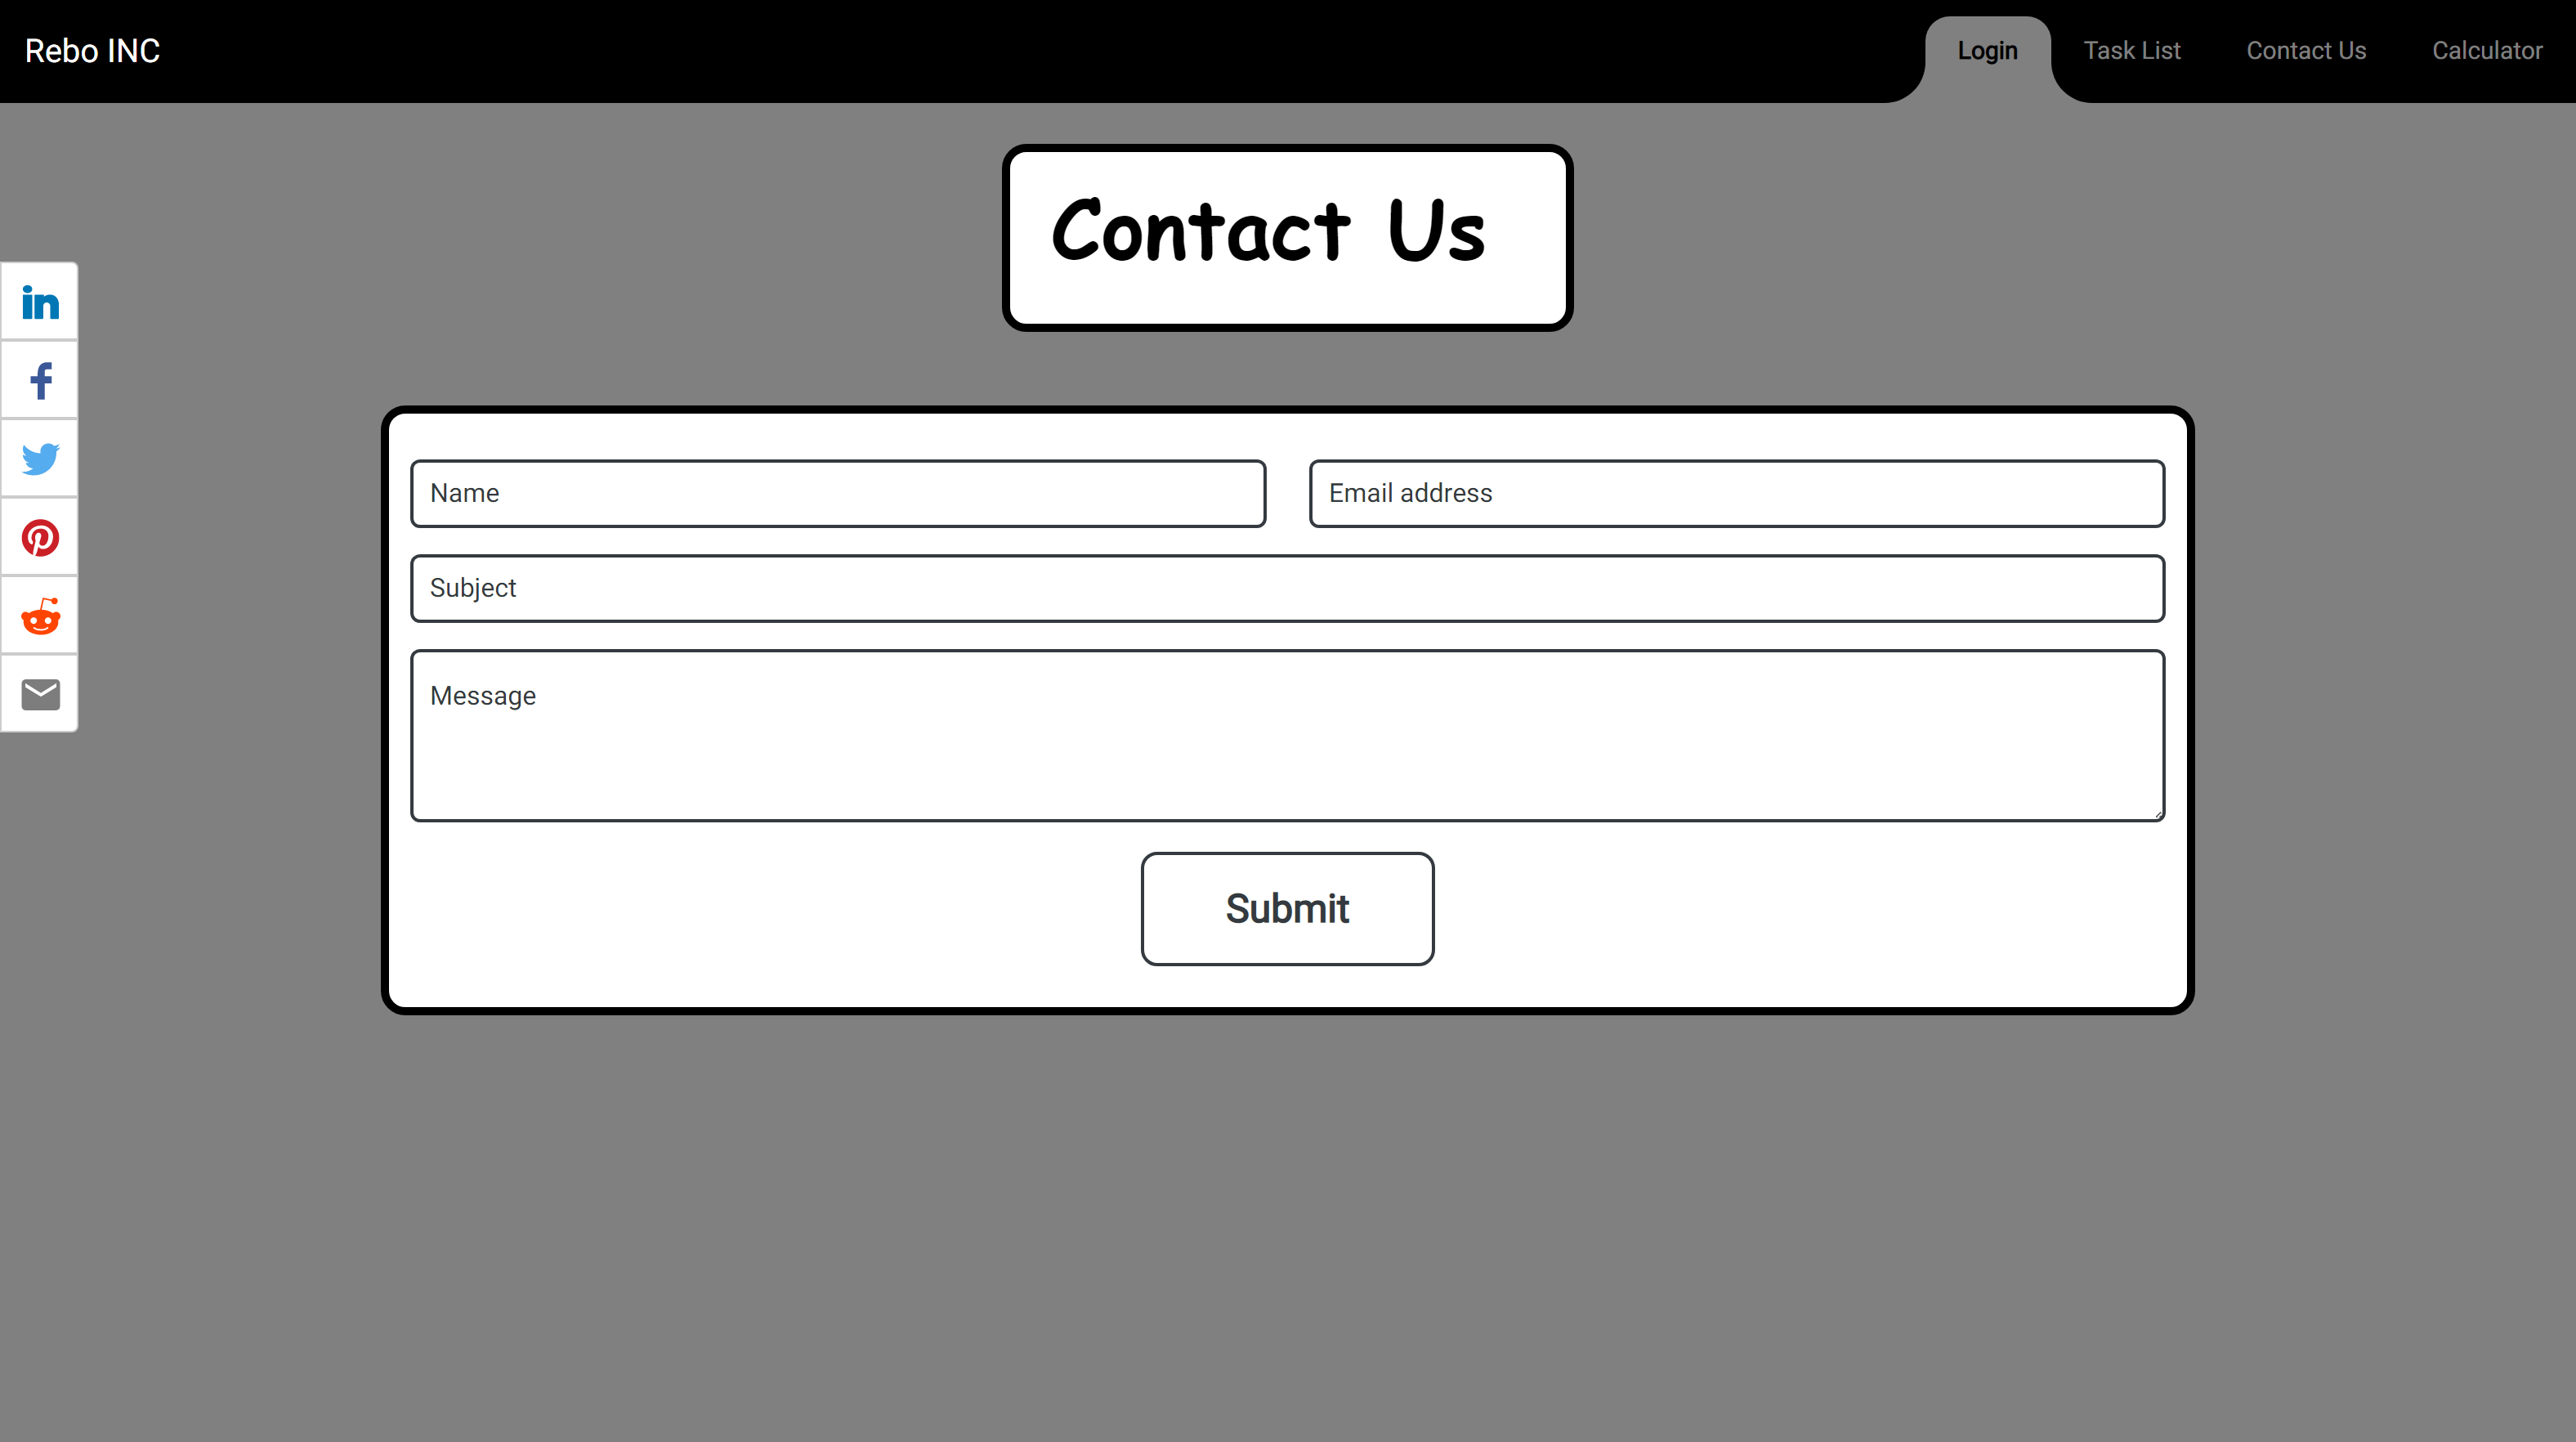 Rebo INC
Login
Task List
Contact Us
Calculator
Contact Us
Name
Email address
Subject
Message
Submit